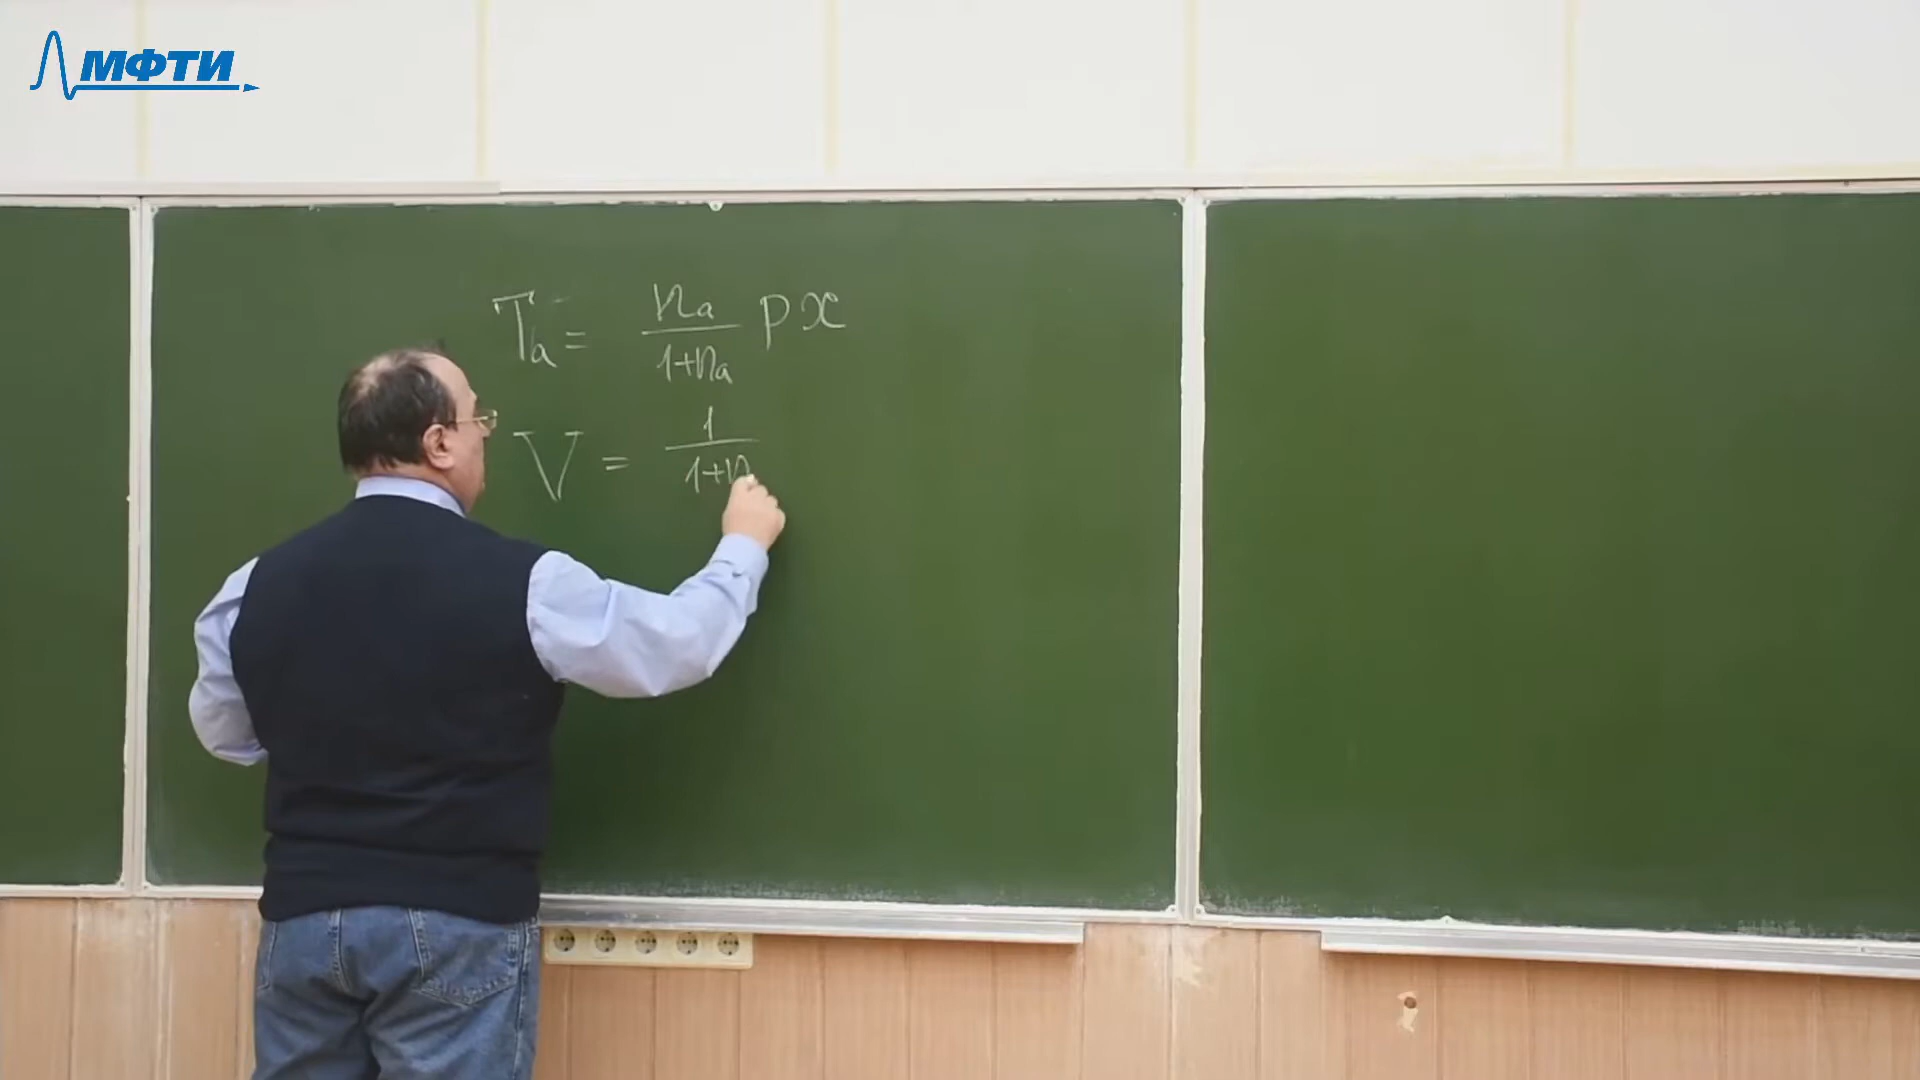 МФТИ
Tₐ = nₐ / (1+nₐ) px
V = 1 / (1+n